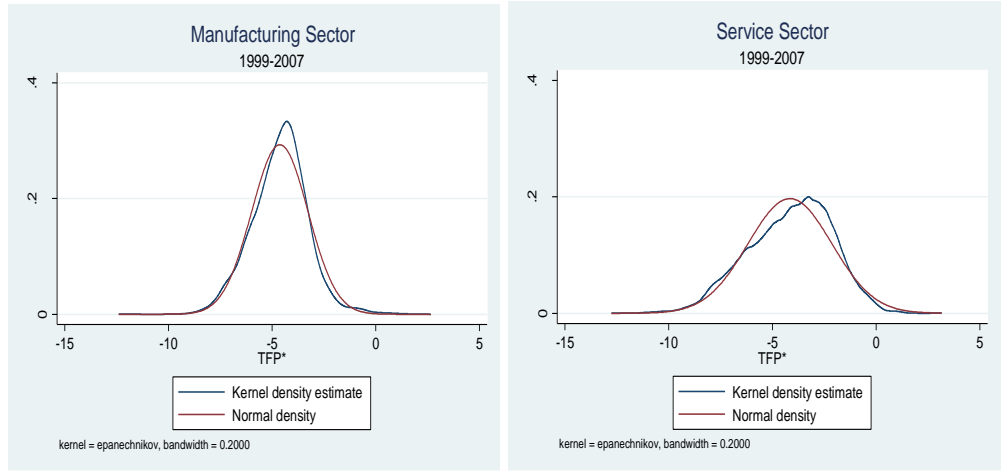 Manufacturing Sector
1999-2007
.4
.2
0
-15 -10 -5 0 5
TFP*
Kernel density estimate
Normal density
kernel = epanechnikov, bandwidth = 0.2000
Service Sector
1999-2007
.4
.2
0
-15 -10 -5 0 5
TFP*
Kernel density estimate
Normal density
kernel = epanechnikov, bandwidth = 0.2000